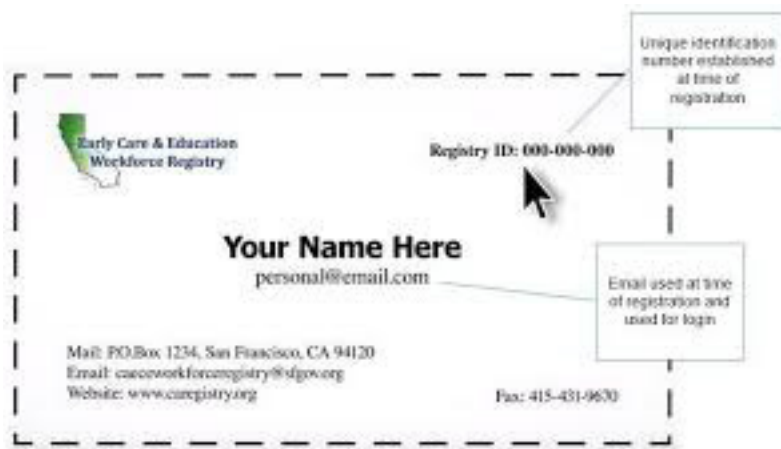 Unique identification
number established
at time of
registration
Early Care & Education
Workforce Registry
Registry ID: 000-000-000
Your Name Here
personal@email.com
Email used at time
of registration and
used for login
Mail: P.O.Box 1234, San Francisco, CA 94120
Email: caeceworkforceregistry@sfgov.org
Website: www.caregistry.org
Fax: 415-431-9670